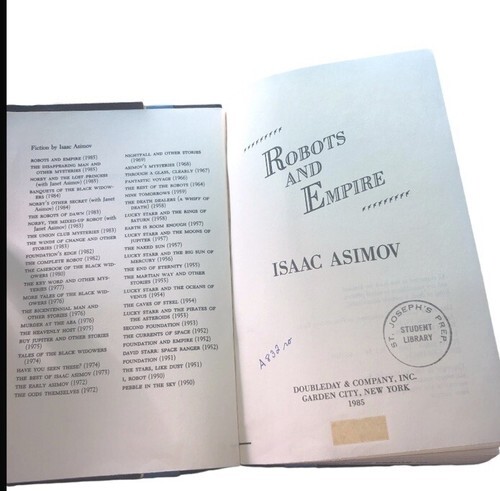 Fiction by Isaac Asimov
ROBOTS AND EMPIRE (1985)
THE DISAPPEARING MAN AND
OTHER MYSTERIES (1985)
NORBY AND THE LOST PRINCESS
(with Janet Asimov) (1985)
BANQUETS OF THE BLACK WIDOW-
ERS (1984)
NORBY'S OTHER SECRET (with Janet
Asimov) (1984)
THE ROBOTS OF DAWN (1983)
NORBY, THE MIXED-UP ROBOT (with
Janet Asimov) (1983)
THE UNION CLUB MYSTERIES (1983)
THE WINDS OF CHANGE AND OTHER
STORIES (1983)
FOUNDATION'S EDGE (1982)
THE COMPLETE ROBOT (1982)
THE CASEBOOK OF THE BLACK WID-
OWERS (1980)
THE KEY WORD AND OTHER MYS-
TERIES (1977)
MORE TALES OF THE BLACK WID-
OWERS (1976)
THE BICENTENNIAL MAN AND
OTHER STORIES (1976)
MURDER AT THE ABA (1976)
THE HEAVENLY HOST (1975)
BUY JUPITER AND OTHER STORIES
(1975)
TALES OF THE BLACK WIDOWERS
(1974)
HAVE YOU SEEN THESE? (1974)
THE BEST OF ISAAC ASIMOV (1973)
THE EARLY ASIMOV (1972)
THE GODS THEMSELVES (1972)
NIGHTFALL AND OTHER STORIES
(1969)
ASIMOV'S MYSTERIES (1968)
THROUGH A GLASS, CLEARLY (1967)
FANTASTIC VOYAGE (1966)
THE REST OF THE ROBOTS (1964)
NINE TOMORROWS (1959)
THE DEATH DEALERS (A WHIFF OF
DEATH) (1958)
LUCKY STARR AND THE RINGS OF
SATURN (1958)
EARTH IS ROOM ENOUGH (1957)
LUCKY STARR AND THE MOONS OF
JUPITER (1957)
THE NAKED SUN (1957)
LUCKY STARR AND THE BIG SUN OF
MERCURY (1956)
THE END OF ETERNITY (1955)
THE MARTIAN WAY AND OTHER
STORIES (1955)
LUCKY STARR AND THE OCEANS OF
VENUS (1954)
THE CAVES OF STEEL (1954)
LUCKY STARR AND THE PIRATES OF
THE ASTEROIDS (1953)
SECOND FOUNDATION (1953)
THE CURRENTS OF SPACE (1952)
FOUNDATION AND EMPIRE (1952)
DAVID STARR: SPACE RANGER (1952)
FOUNDATION (1951)
THE STARS, LIKE DUST (1951)
I, ROBOT (1950)
PEBBLE IN THE SKY (1950)
ROBOTS
AND
EMPIRE
ISAAC ASIMOV
ST. JOSEPH'S PREP.
STUDENT
LIBRARY
DOUBLEDAY & COMPANY, INC.
GARDEN CITY, NEW YORK
1985